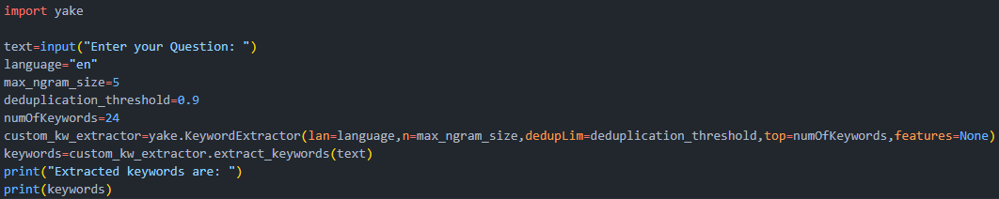 import yake

text=input("Enter your Question: ")
language="en"
max_ngram_size=5
deduplication_threshold=0.9
numOfKeywords=24
custom_kw_extractor=yake.KeywordExtractor(lan=language,n=max_ngram_size,dedupLim=deduplication_threshold,top=numOfKeywords,features=None)
keywords=custom_kw_extractor.extract_keywords(text)
print("Extracted keywords are: ")
print(keywords)